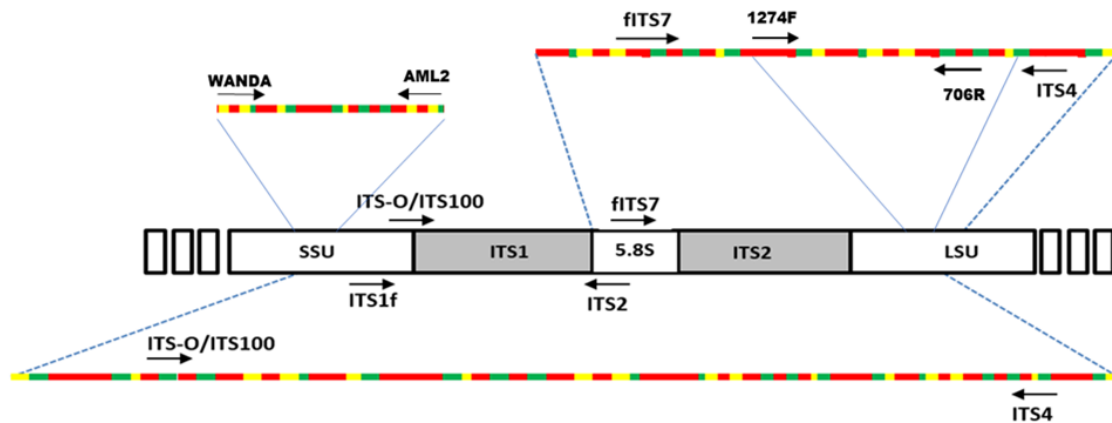 fITS7
1274F
WANDA
AML2
706R
ITS4
ITS-O/ITS100
fITS7
SSU
ITS1
5.8S
ITS2
LSU
ITS1f
ITS2
ITS-O/ITS100
ITS4